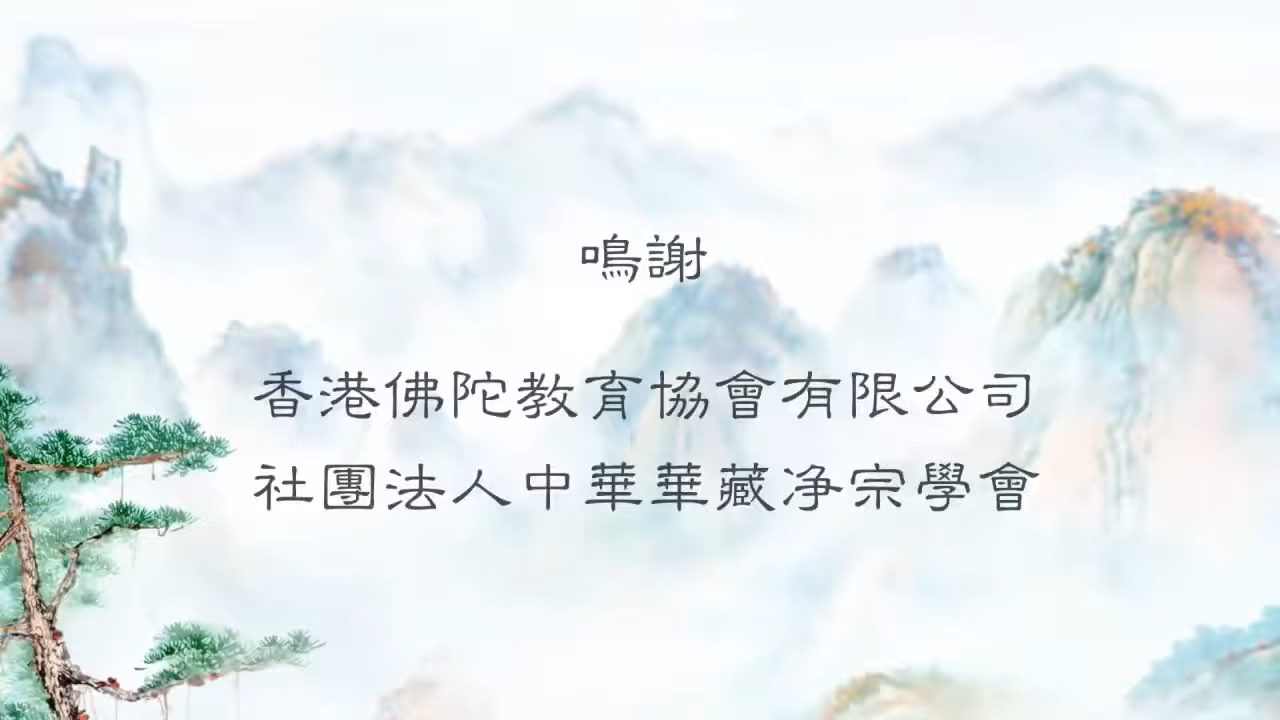 鳴謝
香港佛陀教育協會有限公司
社團法人中華華藏净宗學會